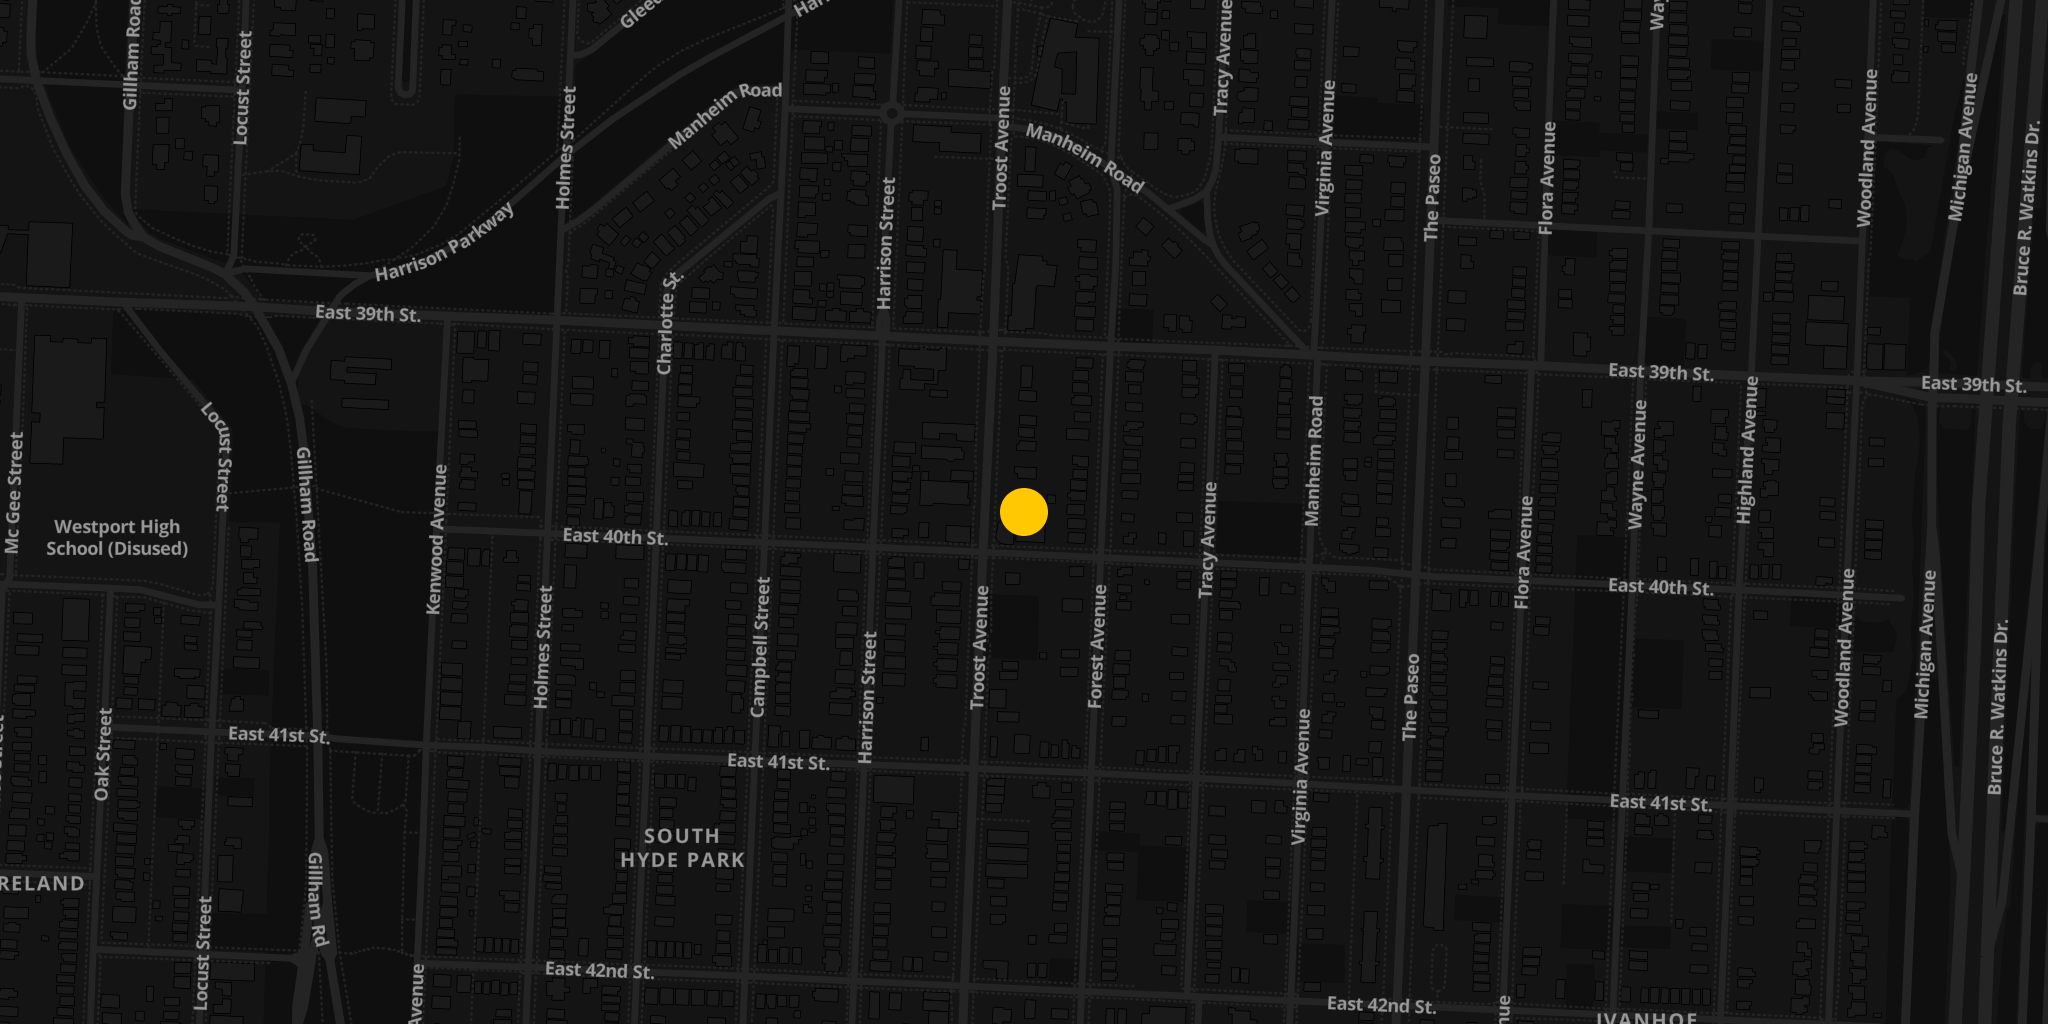 Gillham Road
Locust Street
Holmes Street
Manheim Road
Harrison Parkway
Charlotte St.
Harrison Street
Troost Avenue
Manheim Road
Tracy Avenue
Virginia Avenue
The Paseo
Flora Avenue
Woodland Avenue
Michigan Avenue
Bruce R. Watkins Dr.
East 39th St.
East 39th St.
East 39th St.
Mc Gee Street
Locust Street
Gillham Road
Kenwood Avenue
Manheim Road
Wayne Avenue
Highland Avenue
Westport High
School (Disused)
East 40th St.
East 40th St.
Holmes Street
Campbell Street
Harrison Street
Troost Avenue
Forest Avenue
Tracy Avenue
Flora Avenue
The Paseo
Woodland Avenue
Michigan Avenue
Bruce R. Watkins Dr.
Oak Street
East 41st St.
East 41st St.
East 41st St.
Virginia Avenue
SOUTH
HYDE PARK
RELAND
Gillham Rd
Locust Street
Avenue
East 42nd St.
East 42nd St.
IVANHOE